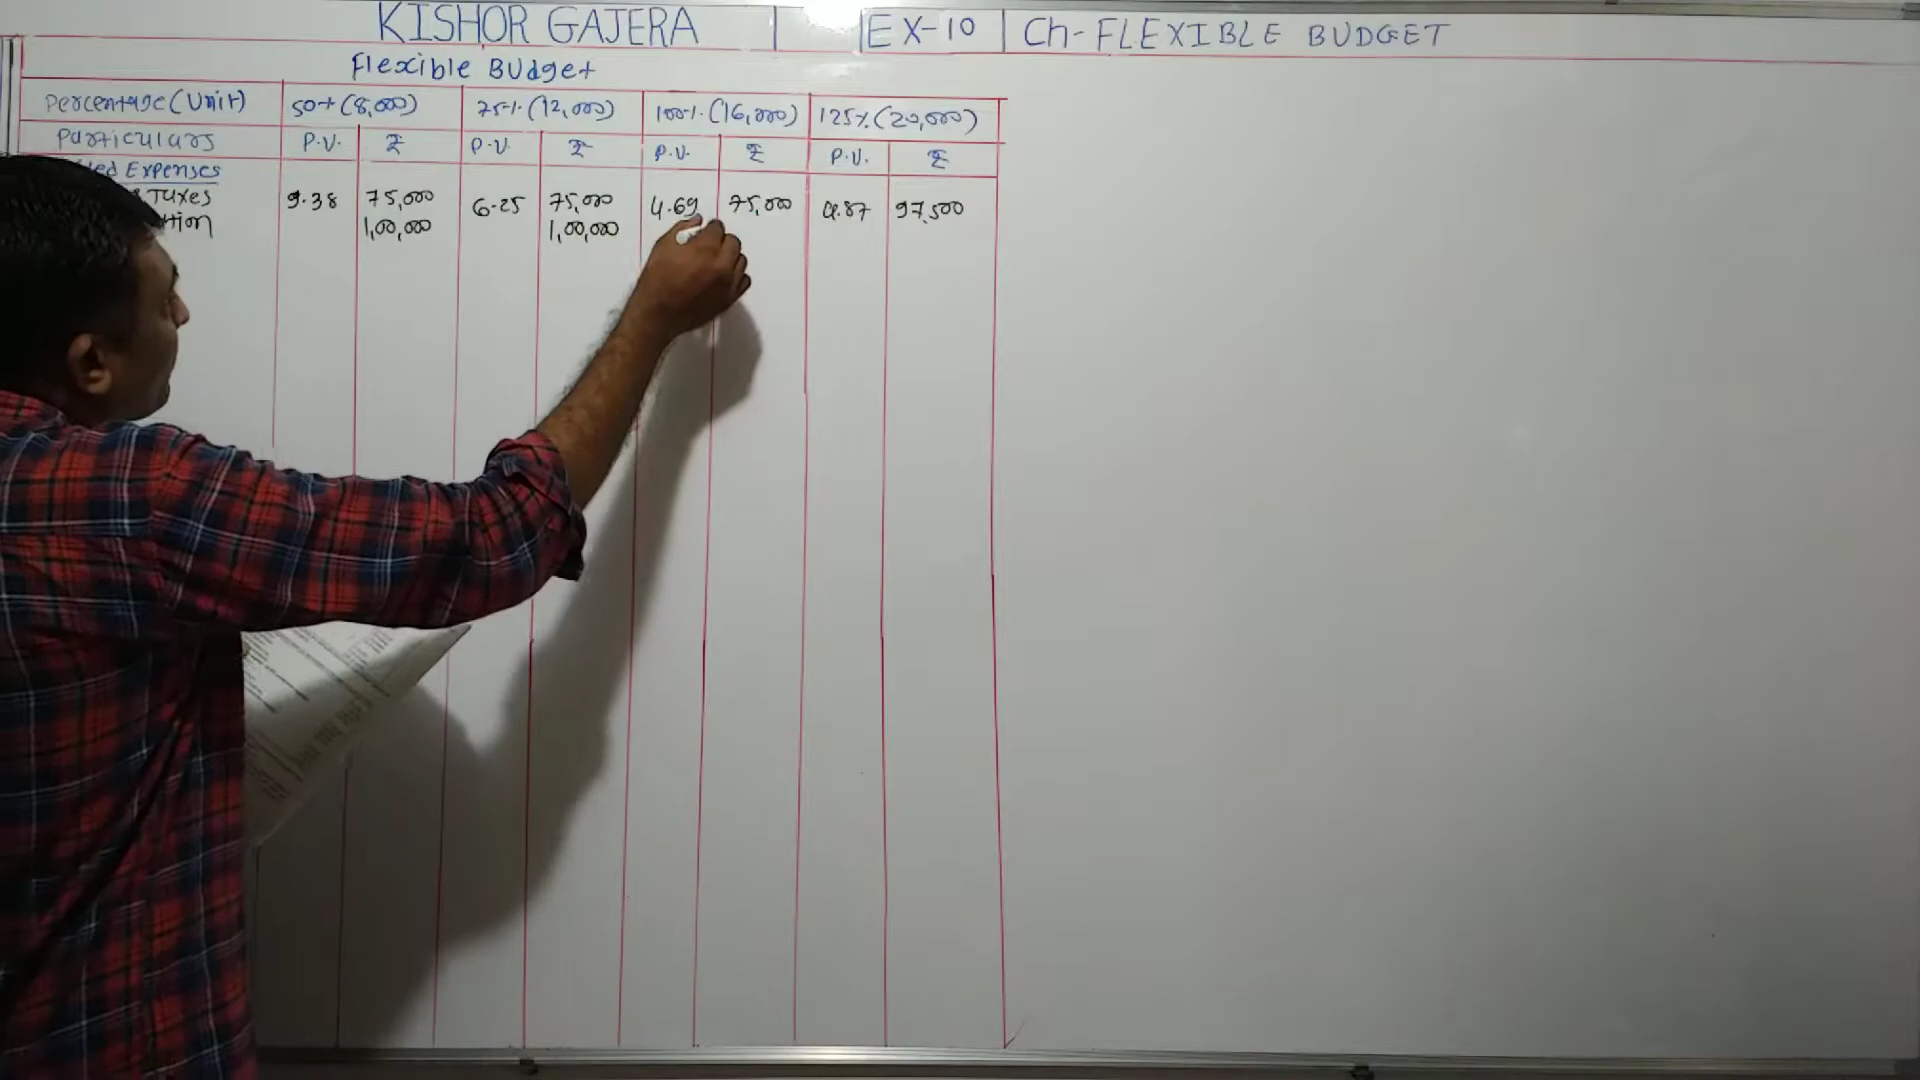 KISHOR GAJERA EX-10 Ch-FLEXIBLE BUDGET
Flexible Budget
Percentage (Unit) 50% (8,000) 75% (12,000) 100% (16,000) 125% (20,000)
Particulars P.V. ₹ P.V. ₹ P.V. ₹ P.V. ₹
Expenses
Taxes 9.38 75,000 6.25 75,000 4.69 75,000 4.87 97,500
1,00,000 1,00,000